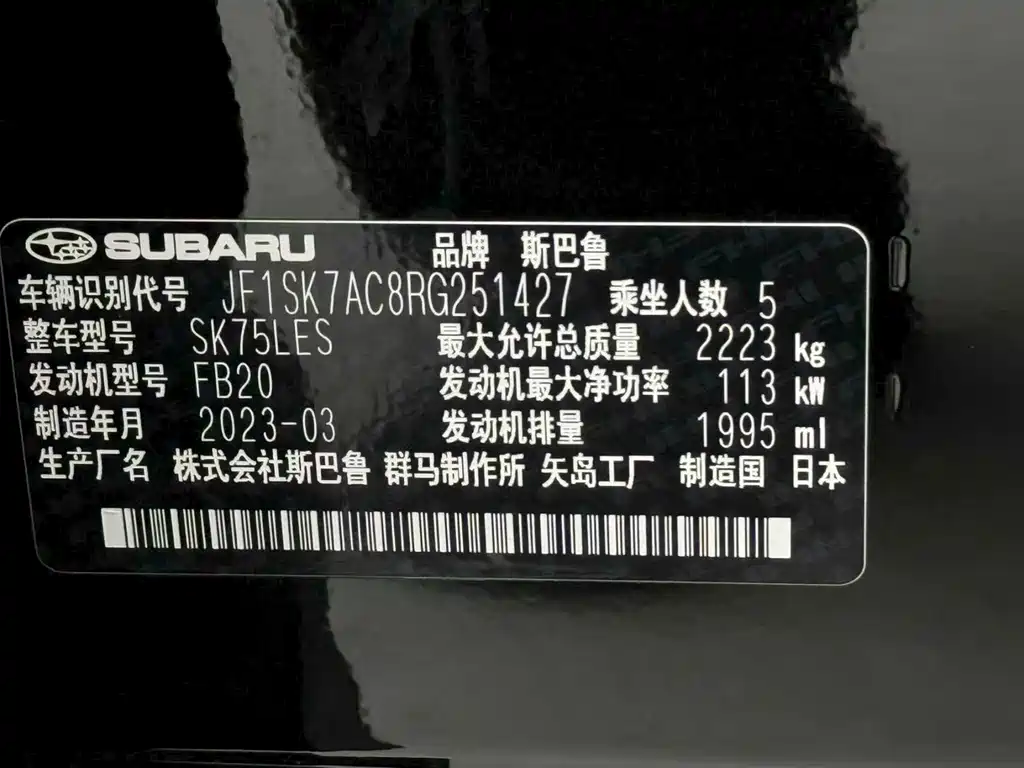 SUBARU 品牌 斯巴鲁
车辆识别代号 JF1SK7AC8RG251427 乘坐人数 5
整车型号 SK75LES 最大允许总质量 2223 kg
发动机型号 FB20 发动机最大净功率 113 kW
制造年月 2023-03 发动机排量 1995 ml
生产厂名 株式会社斯巴鲁 群马制作所 矢岛工厂 制造国 日本